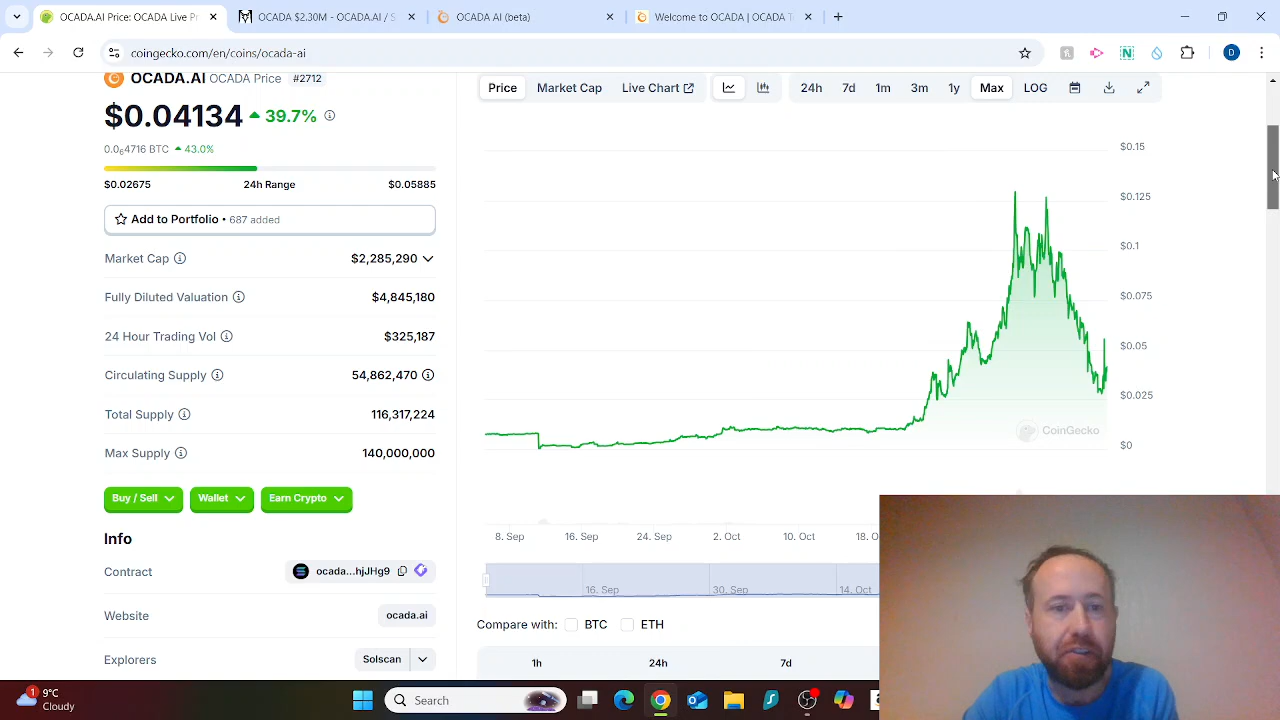 OCADA.AI Pri
OCADA $2.30M - OCADA.AI / S
OCADA AI (beta)
Welcome to OCADA | OCADA
coingecko.com/en/coins/ocada-ai
D
OCADA.AI OCADA Price #2712
$0.04134 39.7%
0.0₆4716 BTC 43.0%
$0.02675 24h Range $0.05885
Add to Portfolio • 687 added
Market Cap $2,285,290
Fully Diluted Valuation $4,845,180
24 Hour Trading Vol $325,187
Circulating Supply 54,862,470
Total Supply 116,317,224
Max Supply 140,000,000
Buy / Sell Wallet Earn Crypto
Info
Contract ocada...hjJHg9
Website ocada.ai
Explorers Solscan
Price Market Cap Live Chart 24h 7d 1m 3m 1y Max LOG
$0.15
$0.125
$0.1
$0.075
$0.05
$0.025
$0
CoinGecko
8. Sep 16. Sep 24. Sep 2. Oct 10. Oct 18. O
16. Sep 30. Sep 14. Oct
Compare with: BTC ETH
1h 24h 7d
1
9°C
Cloudy
Search